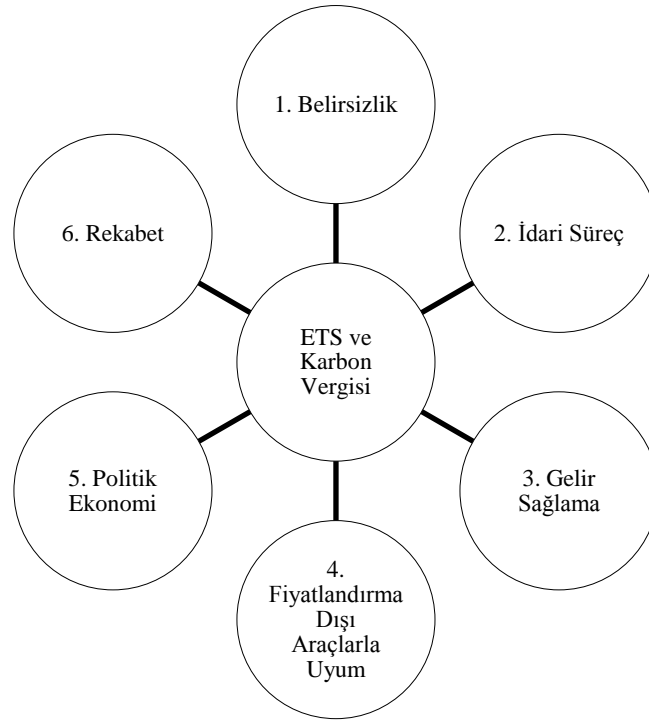 1. Belirsizlik
2. İdari Süreç
3. Gelir
Sağlama
4.
Fiyatlandırma
Dışı
Araçlarla
Uyum
5. Politik
Ekonomi
6. Rekabet
ETS ve
Karbon
Vergisi